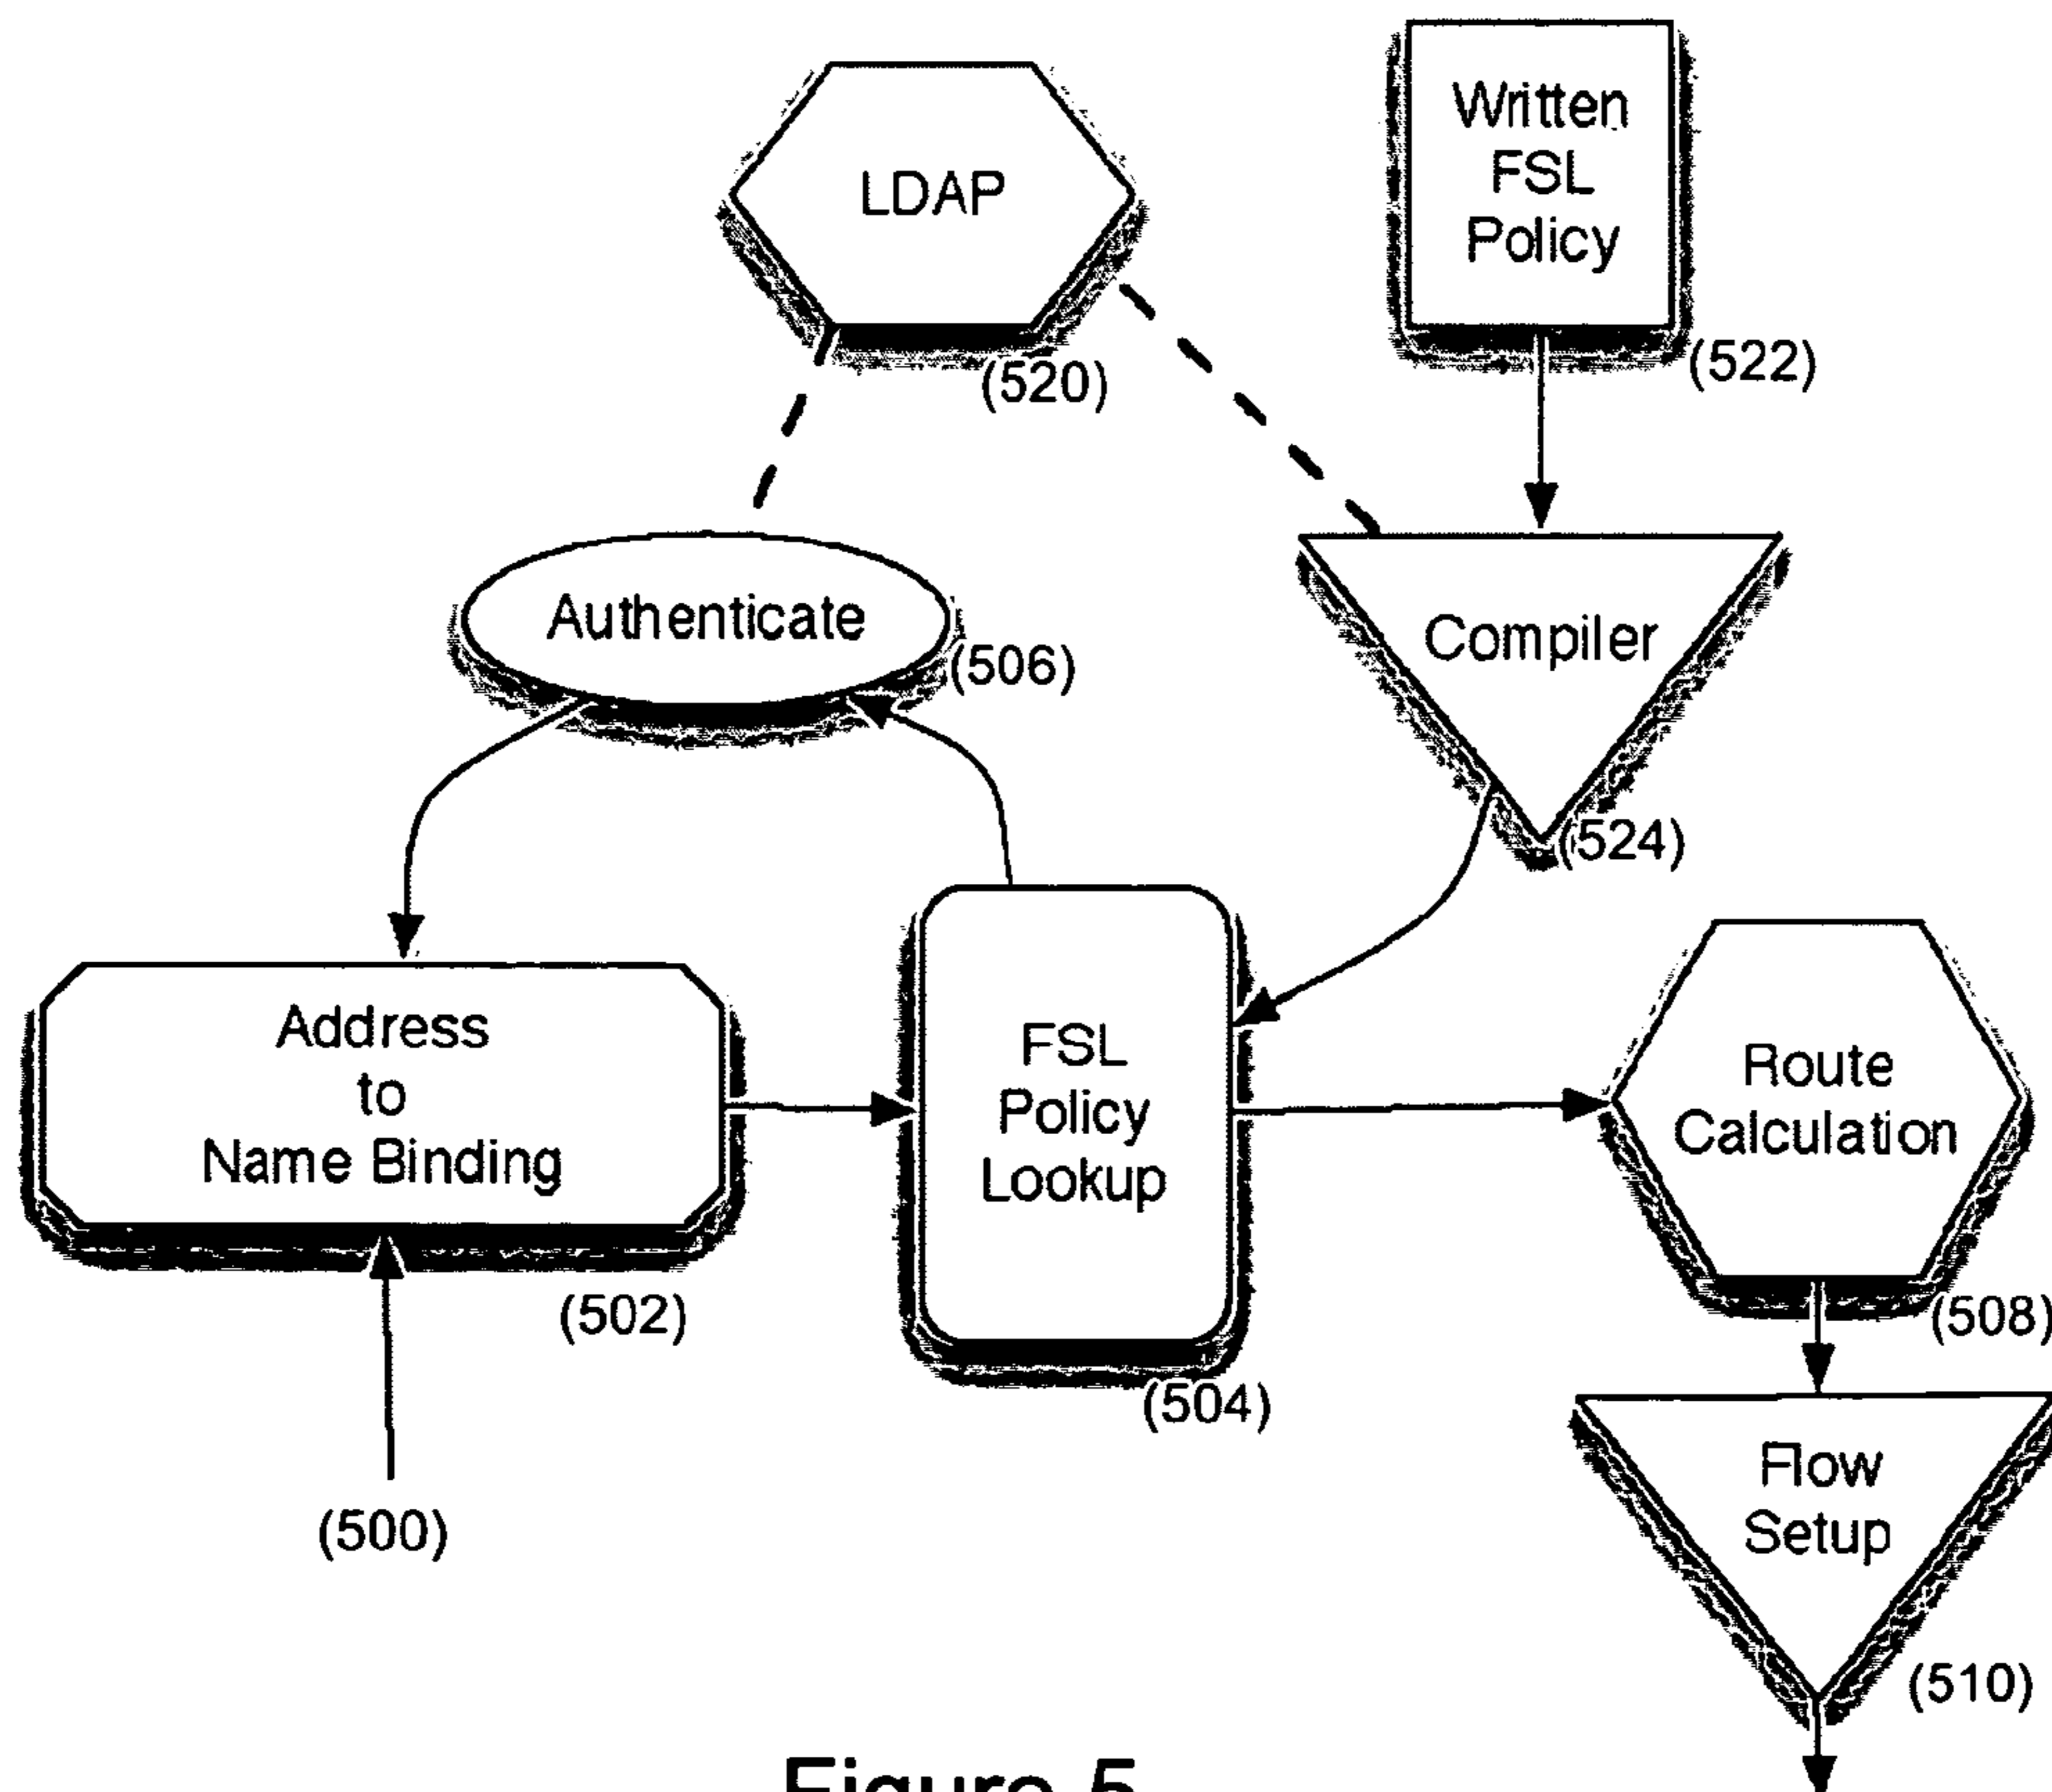 LDAP
(520)
Written
FSL
Policy
(522)
Authenticate
(506)
Compiler
(524)
Address
to
Name Binding
(502)
(500)
FSL
Policy
Lookup
(504)
Route
Calculation
(508)
Flow
Setup
(510)
Figure 5